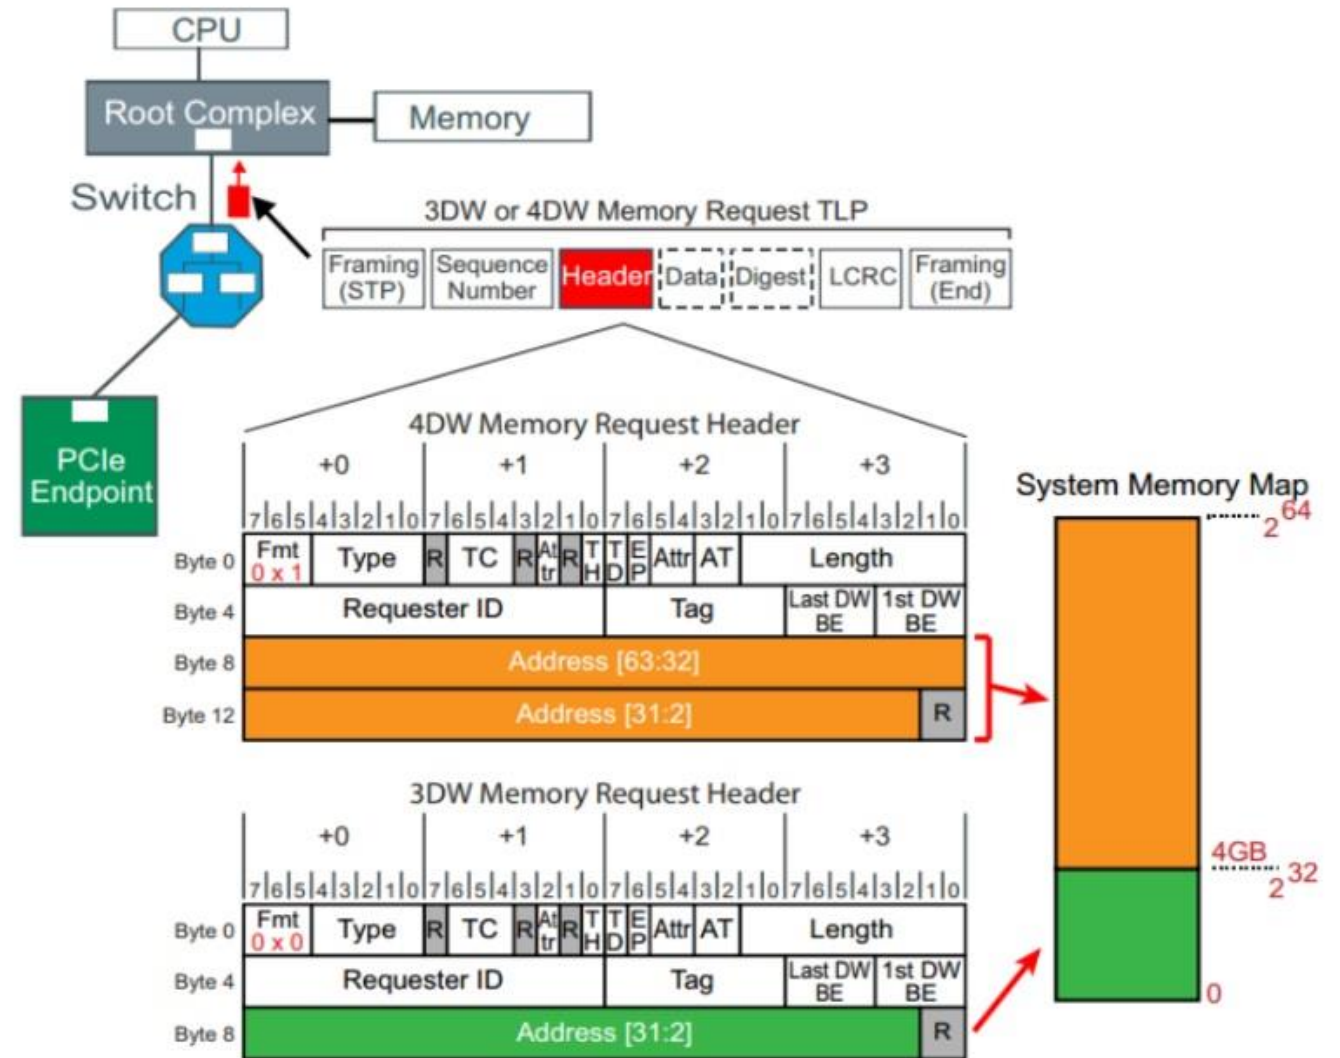 CPU
Root Complex
Memory
Switch
3DW or 4DW Memory Request TLP
Framing (STP)
Sequence Number
Header
Data
Digest
LCRC
Framing (End)
PCIe
Endpoint
4DW Memory Request Header
+0 +1 +2 +3
7 6 5 4 3 2 1 0 7 6 5 4 3 2 1 0 7 6 5 4 3 2 1 0 7 6 5 4 3 2 1 0
Byte 0 Fmt 0 x 1 Type R TC R Attr R TH TD EP Attr AT Length
Byte 4 Requester ID Tag Last DW BE 1st DW BE
Byte 8 Address [63:32]
Byte 12 Address [31:2] R
3DW Memory Request Header
+0 +1 +2 +3
7 6 5 4 3 2 1 0 7 6 5 4 3 2 1 0 7 6 5 4 3 2 1 0 7 6 5 4 3 2 1 0
Byte 0 Fmt 0 x 0 Type R TC R Attr R TH TD EP Attr AT Length
Byte 4 Requester ID Tag Last DW BE 1st DW BE
Byte 8 Address [31:2] R
System Memory Map
2^64
4GB
2^32
0